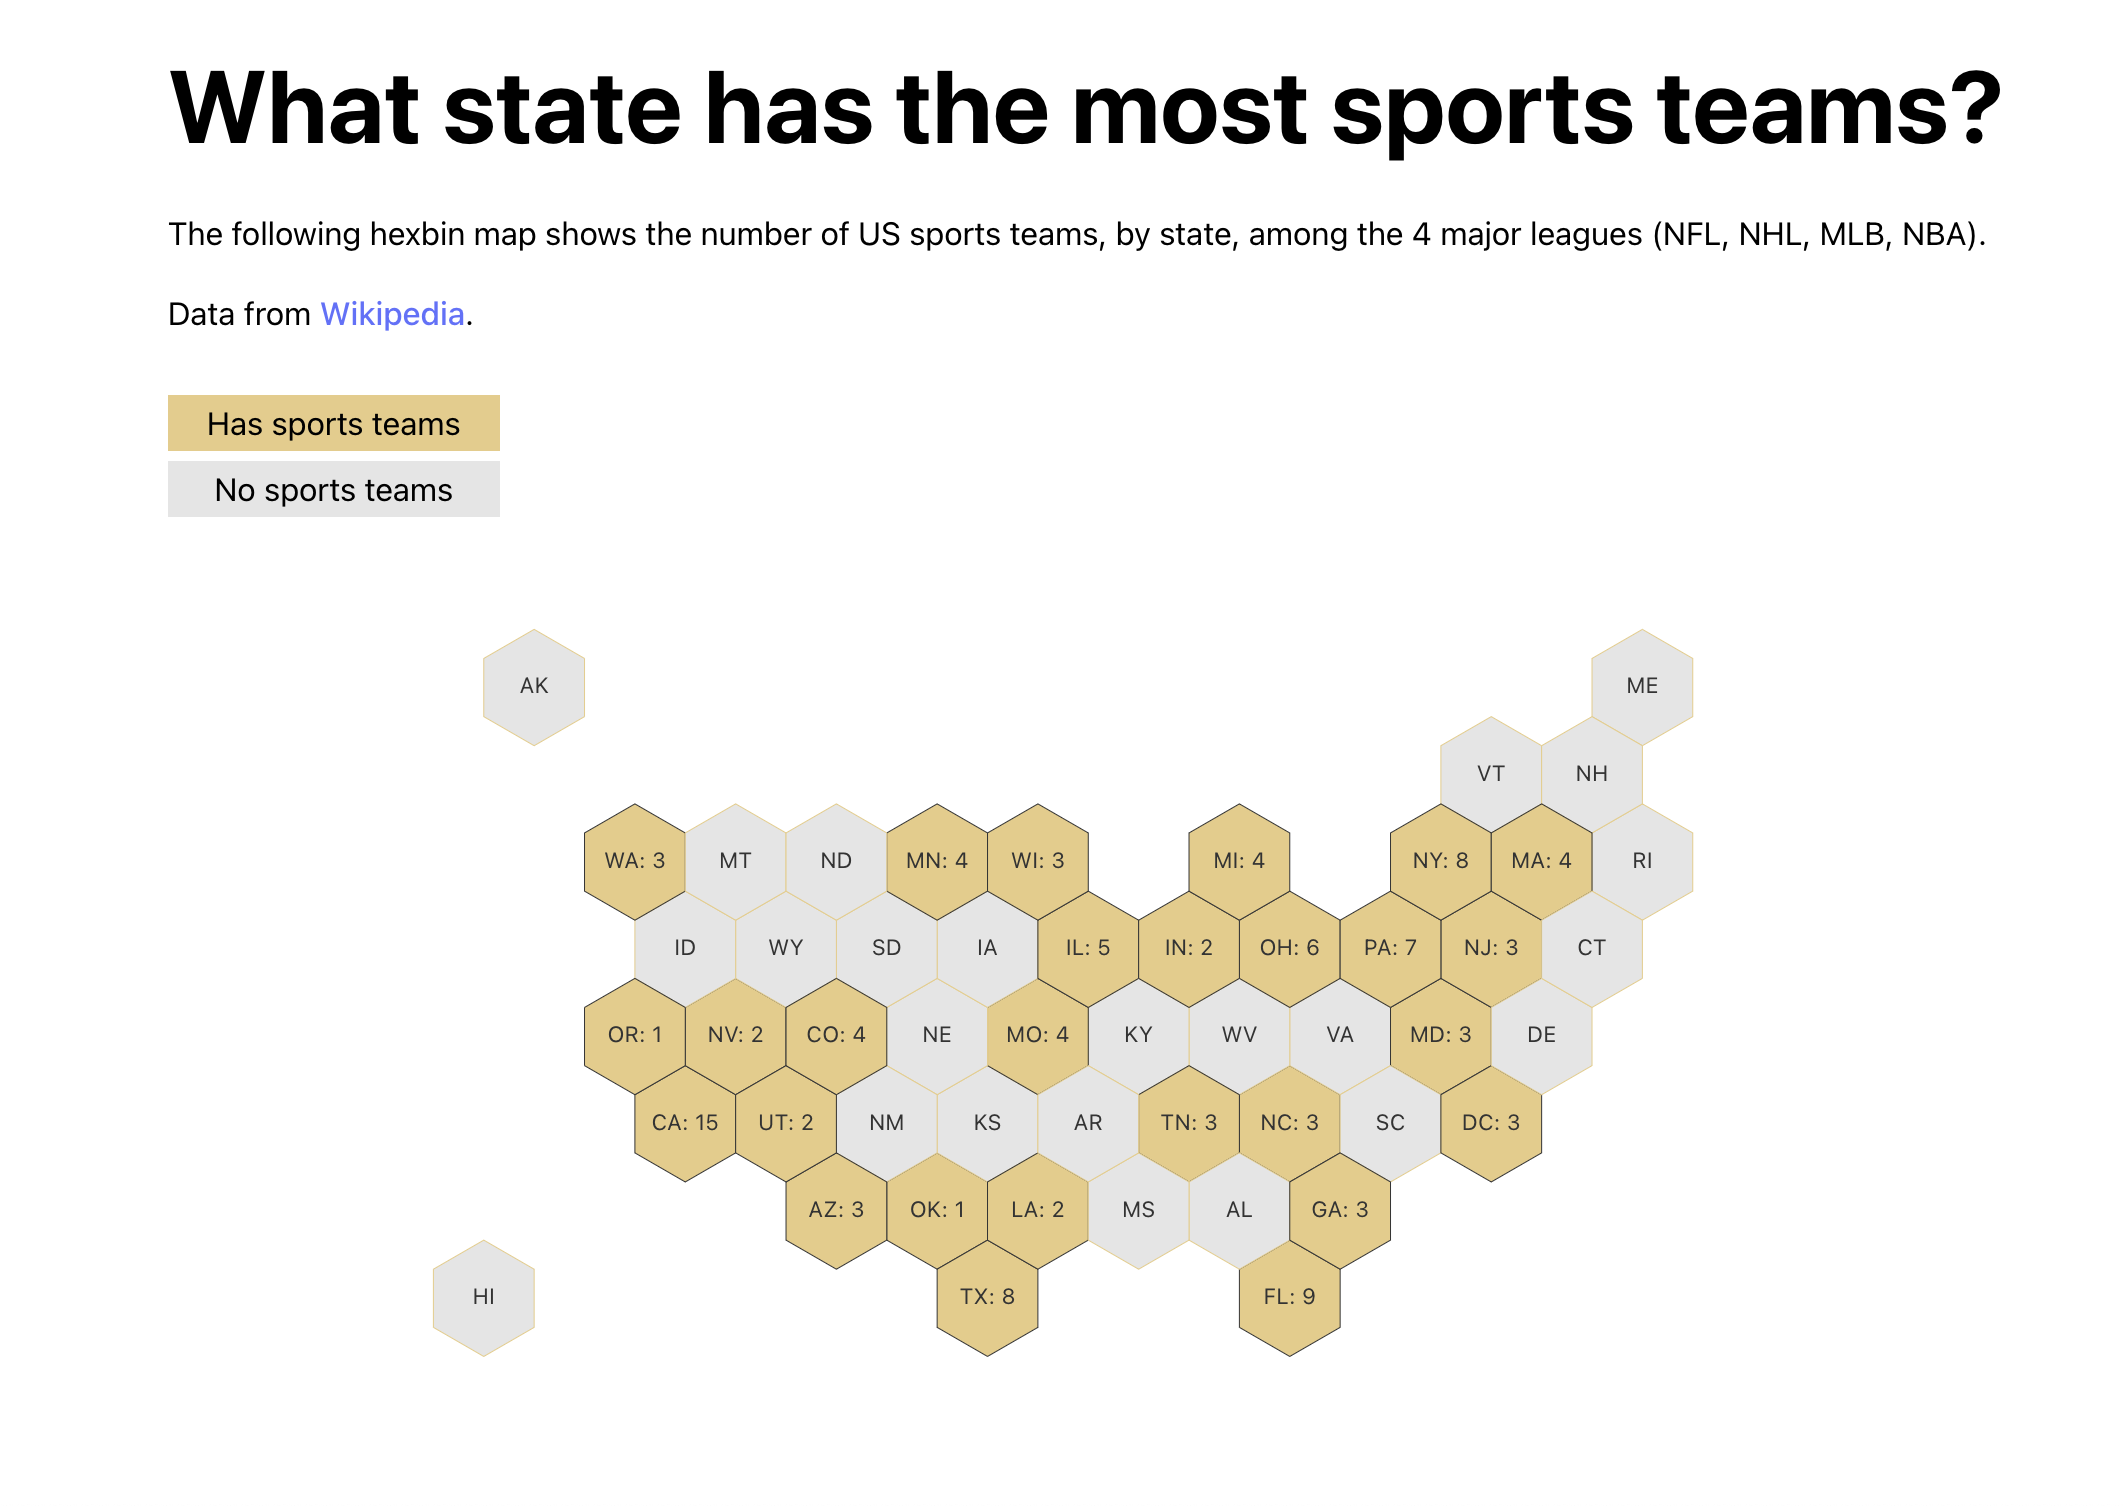 What state has the most sports teams?
The following hexbin map shows the number of US sports teams, by state, among the 4 major leagues (NFL, NHL, MLB, NBA).
Data from Wikipedia.
Has sports teams
No sports teams
AK
ME
VT
NH
WA: 3
MT
ND
MN: 4
WI: 3
MI: 4
NY: 8
MA: 4
RI
ID
WY
SD
IA
IL: 5
IN: 2
OH: 6
PA: 7
NJ: 3
CT
OR: 1
NV: 2
CO: 4
NE
MO: 4
KY
WV
VA
MD: 3
DE
CA: 15
UT: 2
NM
KS
AR
TN: 3
NC: 3
SC
DC: 3
AZ: 3
OK: 1
LA: 2
MS
AL
GA: 3
HI
TX: 8
FL: 9